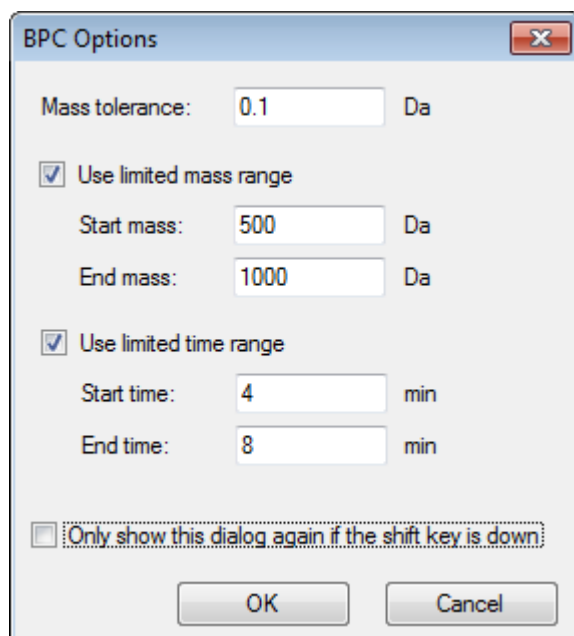 BPC Options
Mass tolerance: 0.1 Da
Use limited mass range
Start mass: 500 Da
End mass: 1000 Da
Use limited time range
Start time: 4 min
End time: 8 min
Only show this dialog again if the shift key is down
OK Cancel